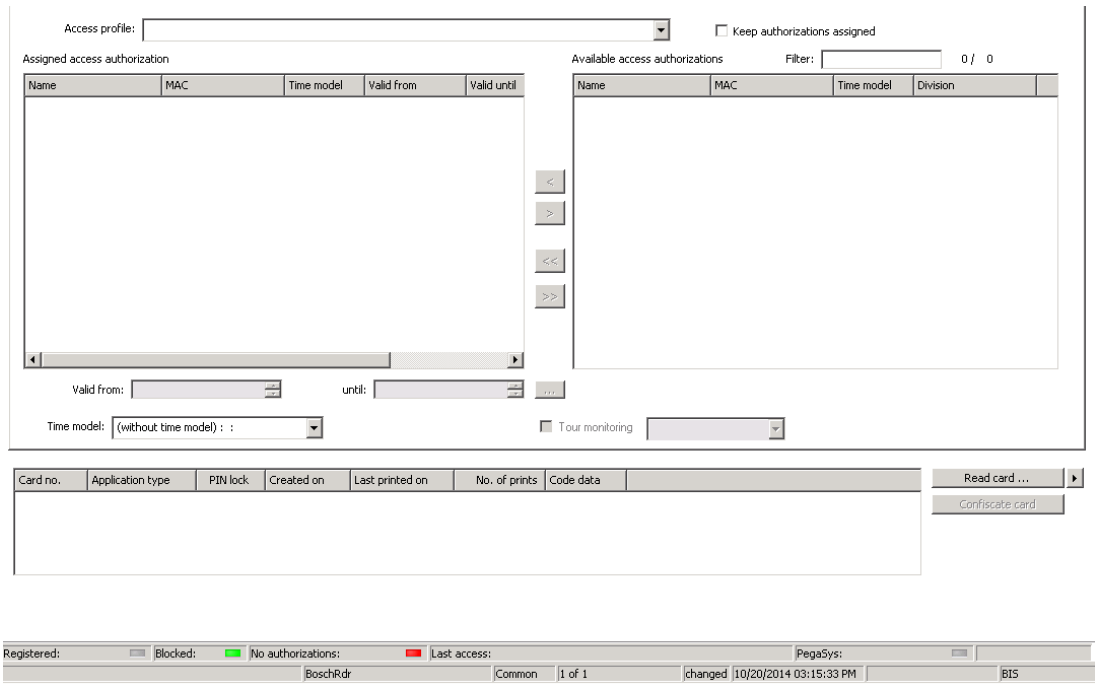 Access profile: Keep authorizations assigned
Assigned access authorization Available access authorizations Filter: 0 / 0
Name MAC Time model Valid from Valid until Name MAC Time model Division
<
>
<<
>>
Valid from: until: ...
Time model: (without time model) : : Tour monitoring
Card no. Application type PIN lock Created on Last printed on No. of prints Code data Read card ...
Confiscate card
Registered: Blocked: No authorizations: Last access: PegaSys:
BoschRdr Common 1 of 1 changed 10/20/2014 03:15:33 PM BIS